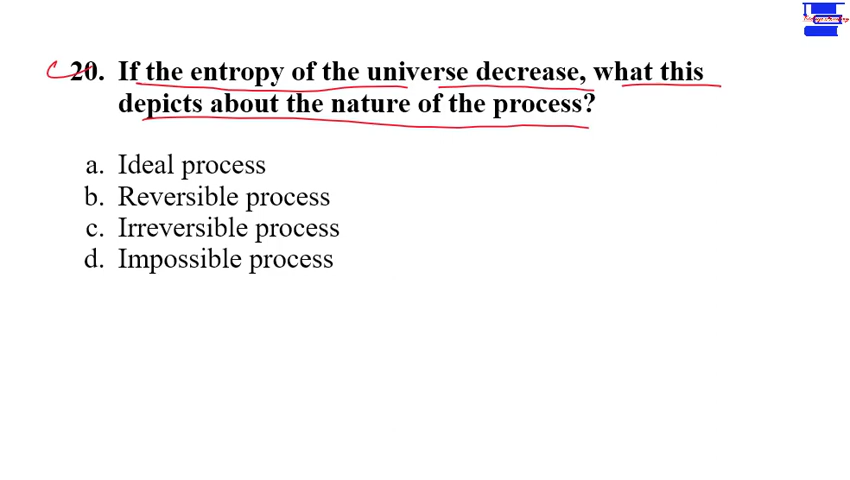 20. If the entropy of the universe decrease, what this
depicts about the nature of the process?
a. Ideal process
b. Reversible process
c. Irreversible process
d. Impossible process